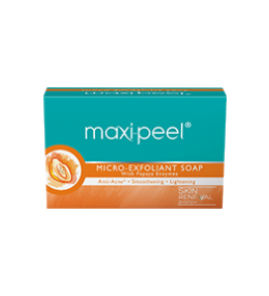 maxi-peel®
MICRO-EXFOLIANT SOAP
With Papaya Enzymes
Anti-Acne • Smoothening • Lightening
SKIN